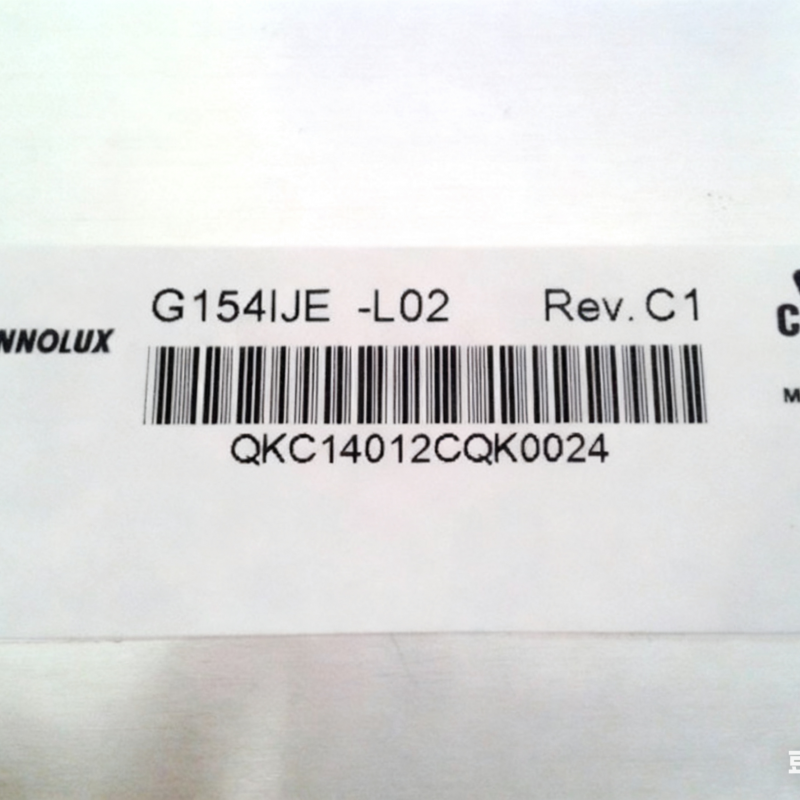 G154IJE -L02 Rev. C1
NNOLUX
QKC14012CQK0024